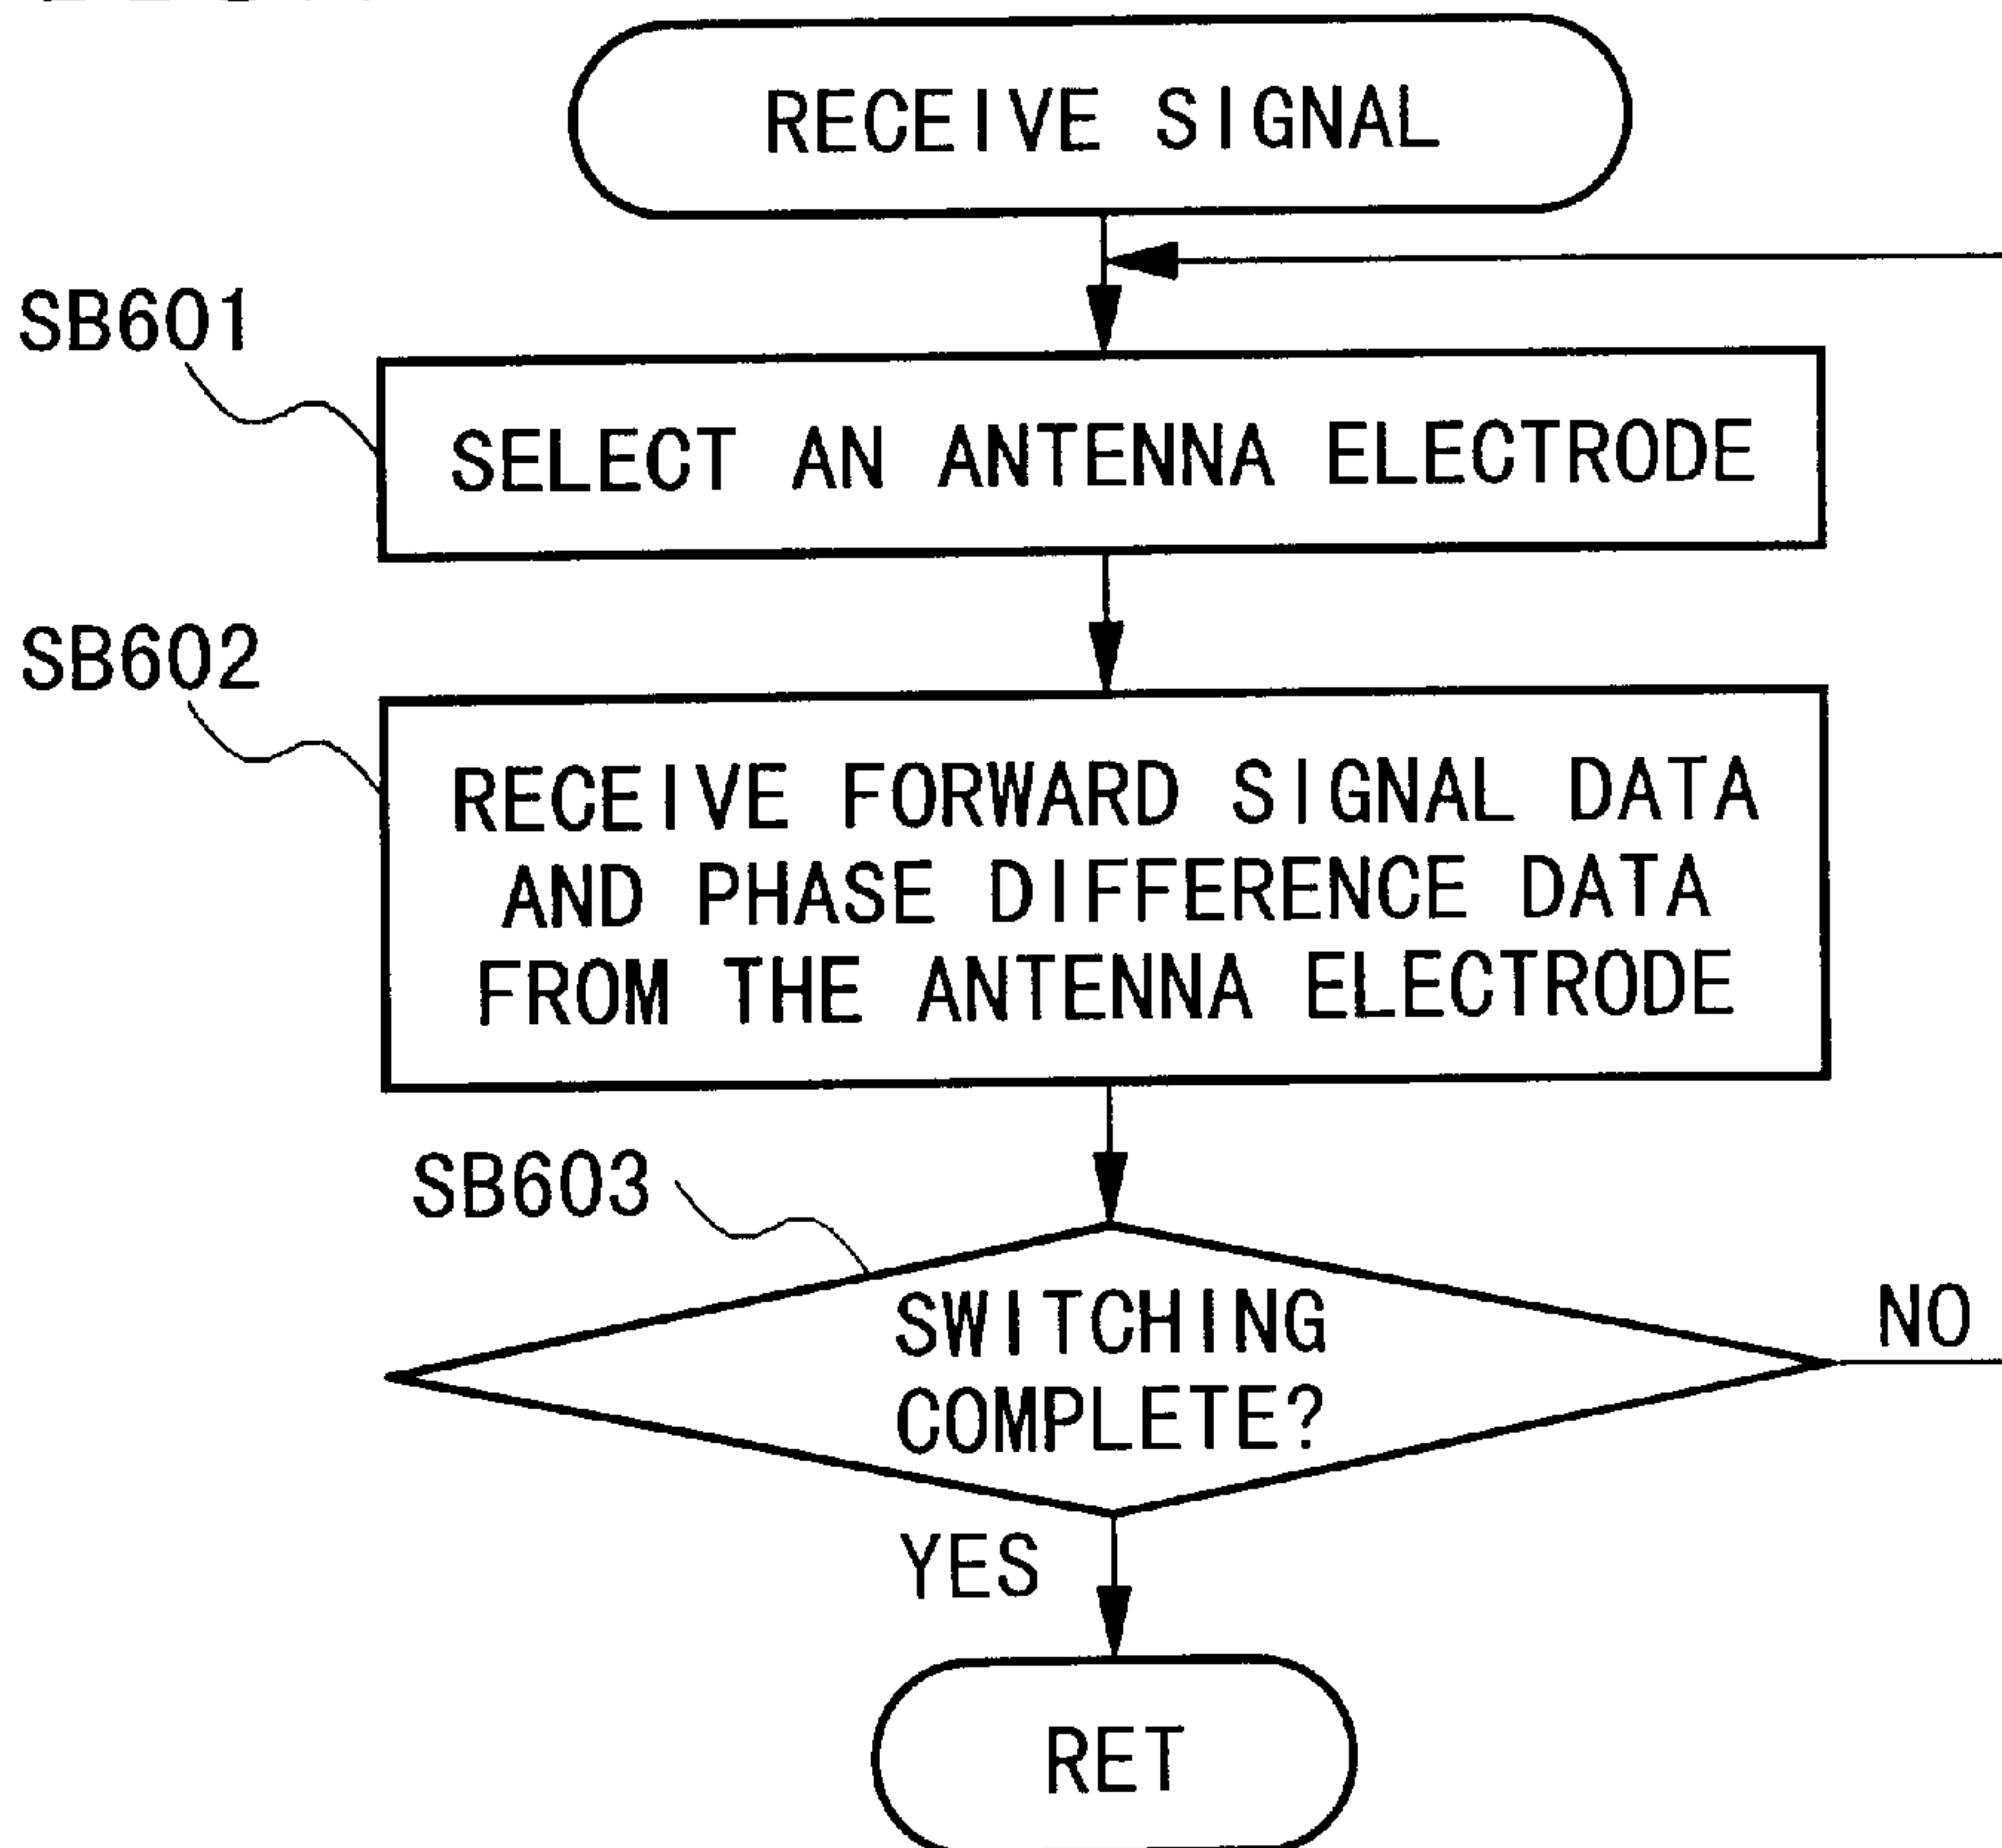 RECEIVE SIGNAL
SB601
SELECT AN ANTENNA ELECTRODE
SB602
RECEIVE FORWARD SIGNAL DATA
AND PHASE DIFFERENCE DATA
FROM THE ANTENNA ELECTRODE
SB603
SWITCHING
COMPLETE?
NO
YES
RET